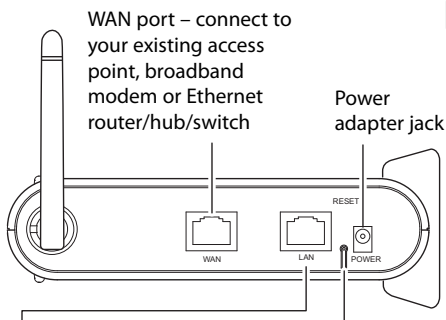 WAN port – connect to
your existing access
point, broadband
modem or Ethernet
router/hub/switch
Power
adapter jack
RESET
WAN
LAN
POWER